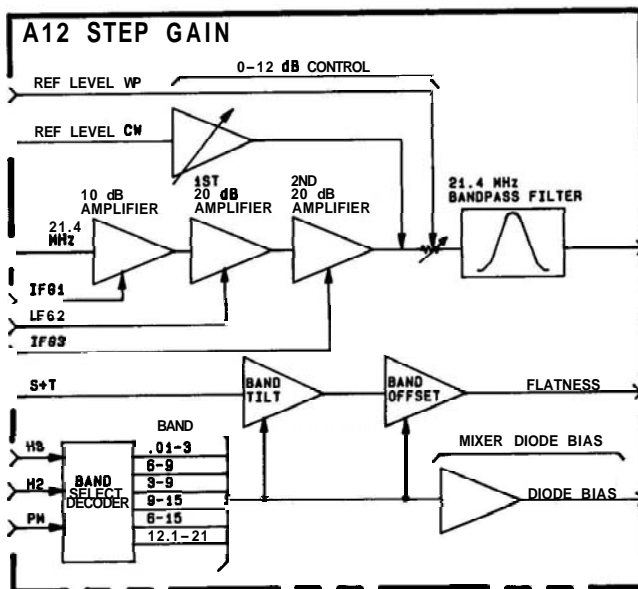 A12 STEP GAIN
0-12 dB CONTROL
REF LEVEL VP
REF LEVEL CW
10 dB
AMPLIFIER
1ST
20 dB
AMPLIFIER
2ND
20 dB
AMPLIFIER
21.4 MHz
BANDPASS FILTER
21.4
MHz
IFG1
LFG2
IFG3
S+T
BAND
TILT
BAND
OFFSET
FLATNESS
BAND
H3
H2
PW
BAND
SELECT
DECODER
.01-3
6-9
3-9
9-15
6-15
12.1-21
MIXER DIODE BIAS
DIODE BIAS